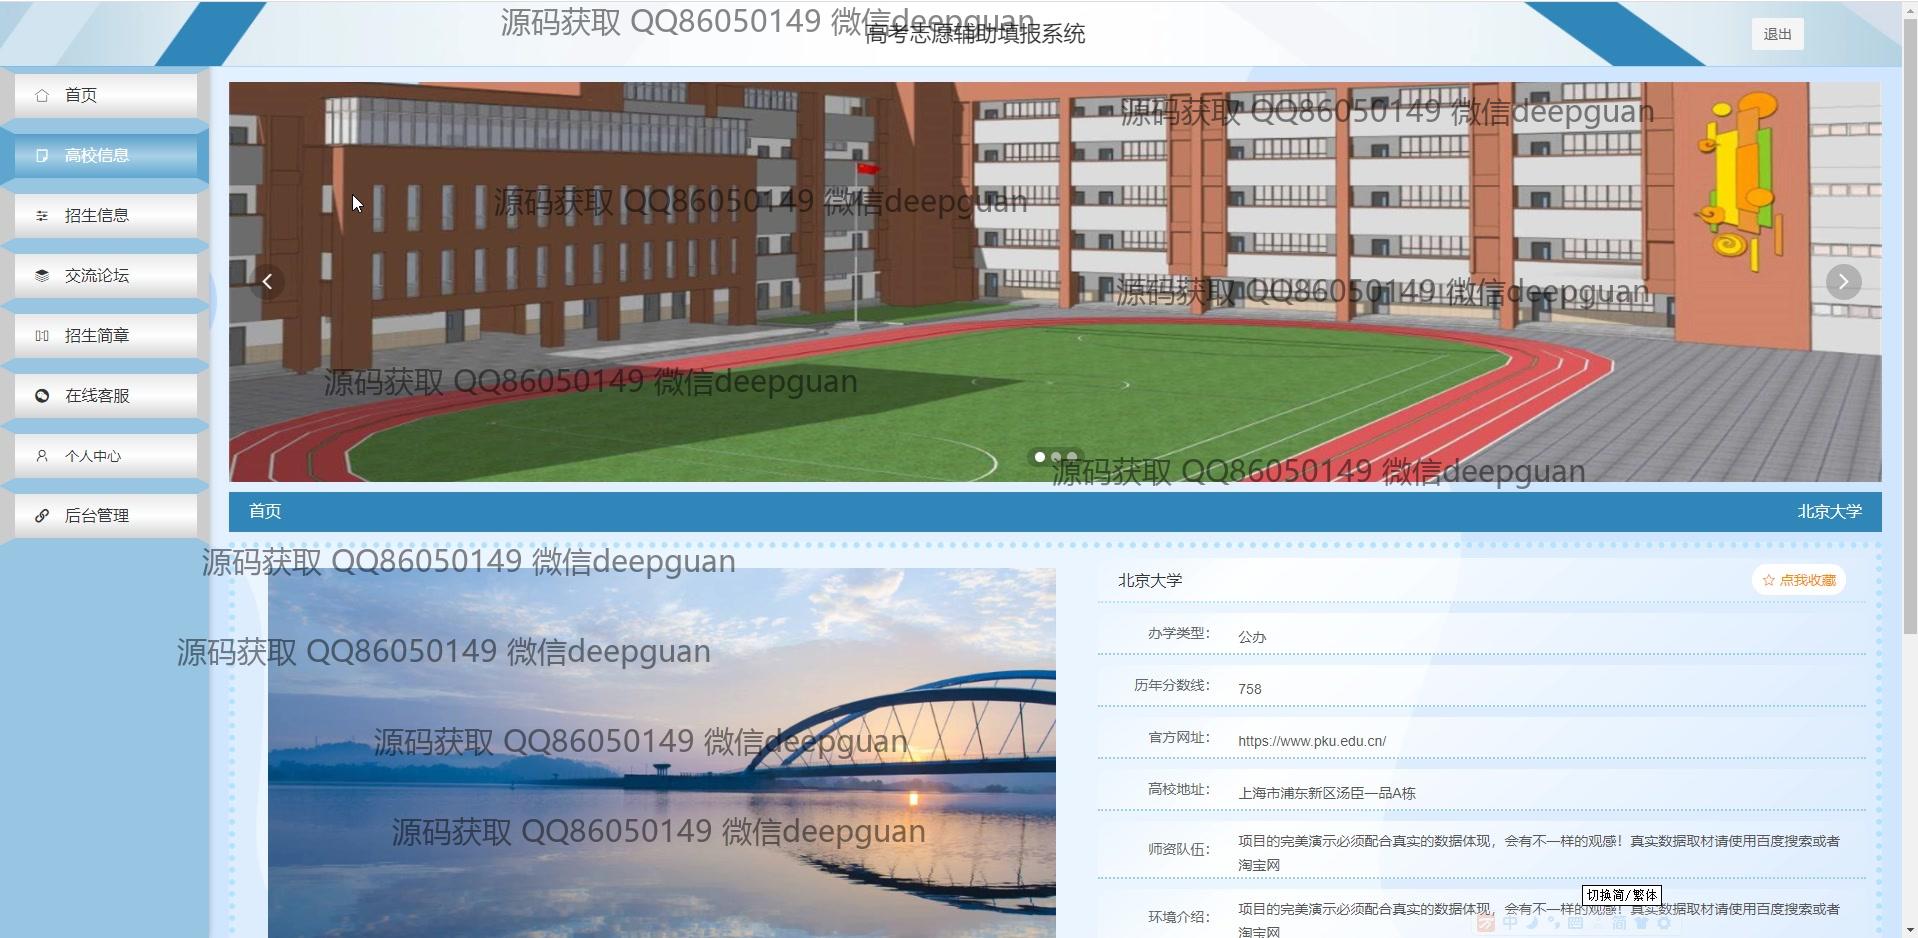 源码获取 QQ86050149 微信deepguan
高考志愿辅助填报系统
退出
首页
高校信息
招生信息
交流论坛
招生简章
在线客服
个人中心
后台管理
源码获取 QQ86050149 微信deepguan
源码获取 QQ86050149 微信deepguan
源码获取 QQ86050149 微信deepguan
源码获取 QQ86050149 微信deepguan
源码获取 QQ86050149 微信deepguan
首页 北京大学
源码获取 QQ86050149 微信deepguan
源码获取 QQ86050149 微信deepguan
源码获取 QQ86050149 微信deepguan
源码获取 QQ86050149 微信deepguan
北京大学 点我收藏
办学类型： 公办
历年分数线： 758
官方网址： https://www.pku.edu.cn/
高校地址： 上海市浦东新区汤臣一品A栋
师资队伍： 项目的完美演示必须配合真实的数据体现，会有不一样的观感！真实数据取材请使用百度搜索或者
淘宝网
切换简/繁体
环境介绍： 项目的完美演示必须配合真实的数据体现，会有不一样的观感！真实数据取材请使用百度搜索或者
淘宝网
中 简